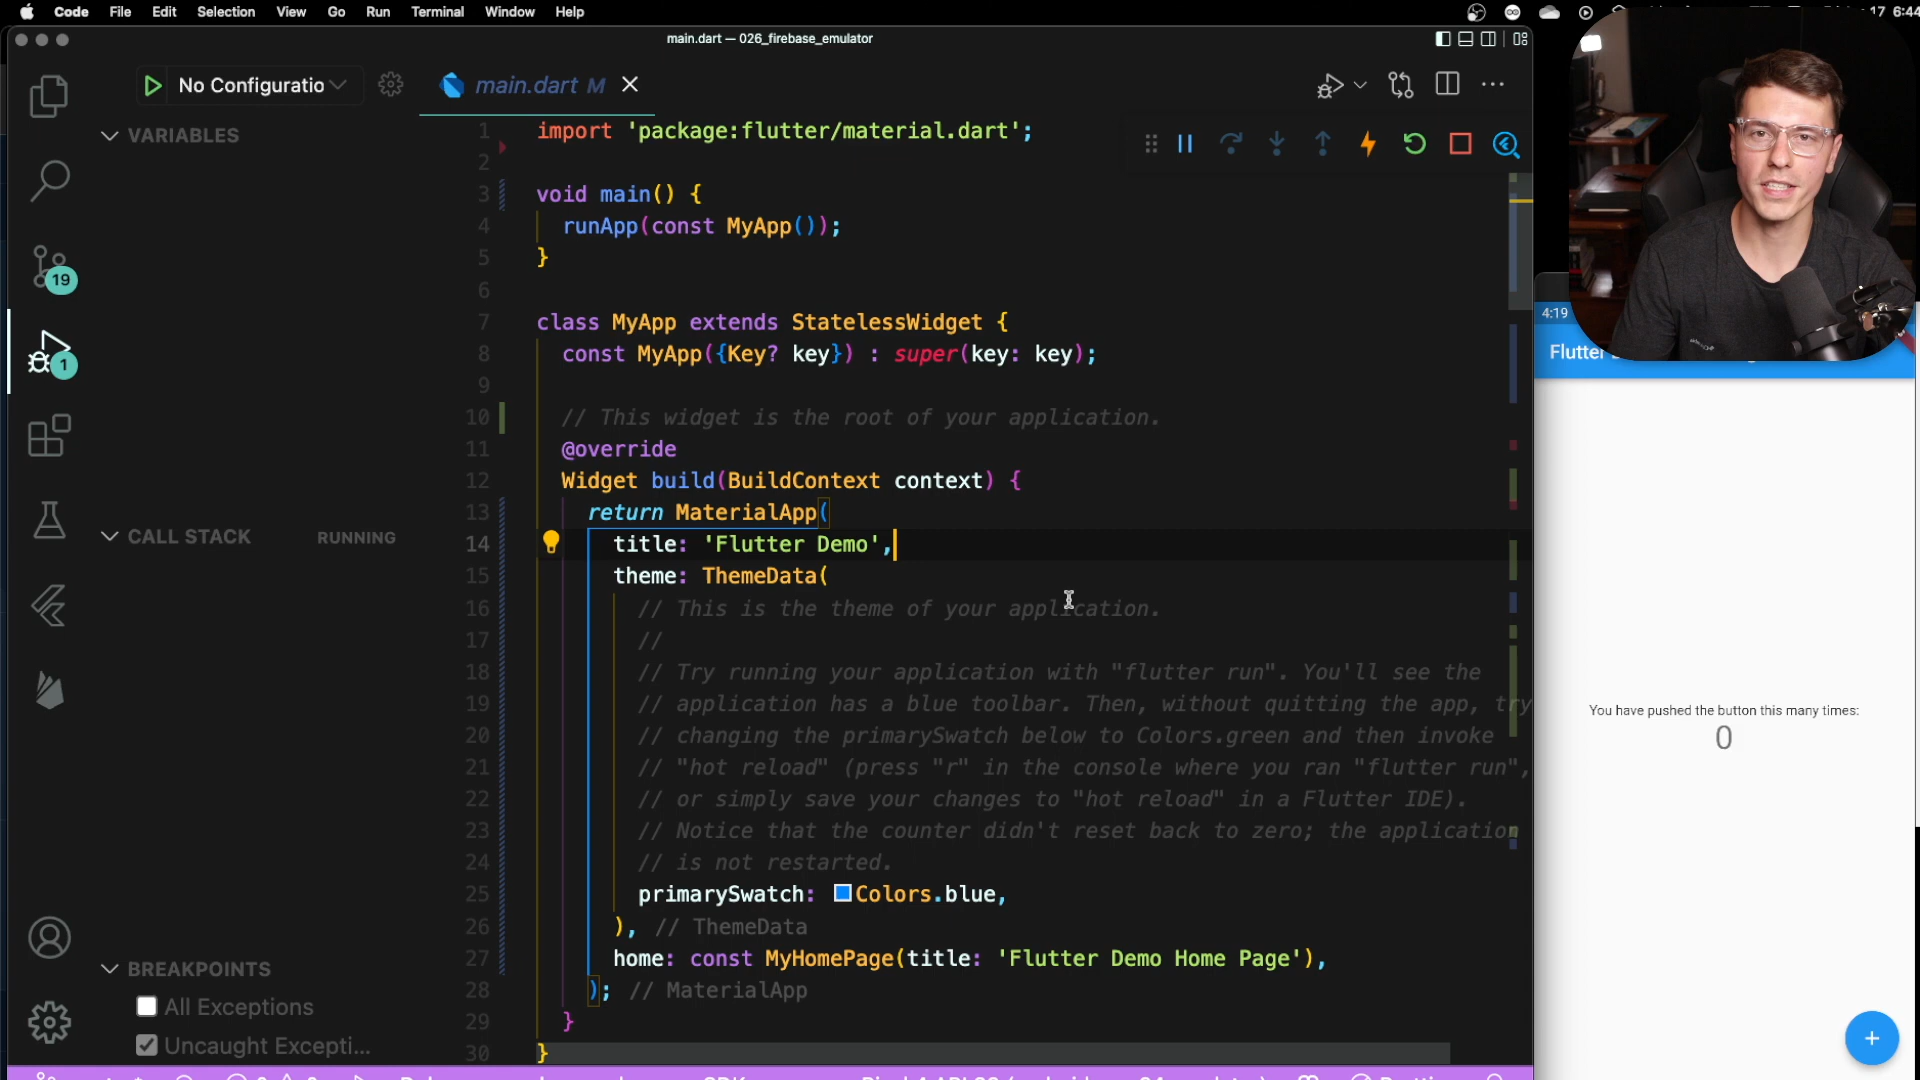 Code File Edit Selection View Go Run Terminal Window Help
17 6:44
main.dart — 026_firebase_emulator
No Configuratio
main.dart M
VARIABLES
19
1
CALL STACK RUNNING
BREAKPOINTS
All Exceptions
Uncaught Excepti...
1 import 'package:flutter/material.dart';
2
3 void main() {
4 runApp(const MyApp());
5 }
6
7 class MyApp extends StatelessWidget {
8 const MyApp({Key? key}) : super(key: key);
9
10 // This widget is the root of your application.
11 @override
12 Widget build(BuildContext context) {
13 return MaterialApp(
14 title: 'Flutter Demo',
15 theme: ThemeData(
16 // This is the theme of your application.
17 //
18 // Try running your application with "flutter run". You'll see the
19 // application has a blue toolbar. Then, without quitting the app, try
20 // changing the primarySwatch below to Colors.green and then invoke
21 // "hot reload" (press "r" in the console where you ran "flutter run",
22 // or simply save your changes to "hot reload" in a Flutter IDE).
23 // Notice that the counter didn't reset back to zero; the application
24 // is not restarted.
25 primarySwatch: Colors.blue,
26 ), // ThemeData
27 home: const MyHomePage(title: 'Flutter Demo Home Page'),
28 ); // MaterialApp
29 }
30 }
4:19
Flutter
You have pushed the button this many times:
0
+